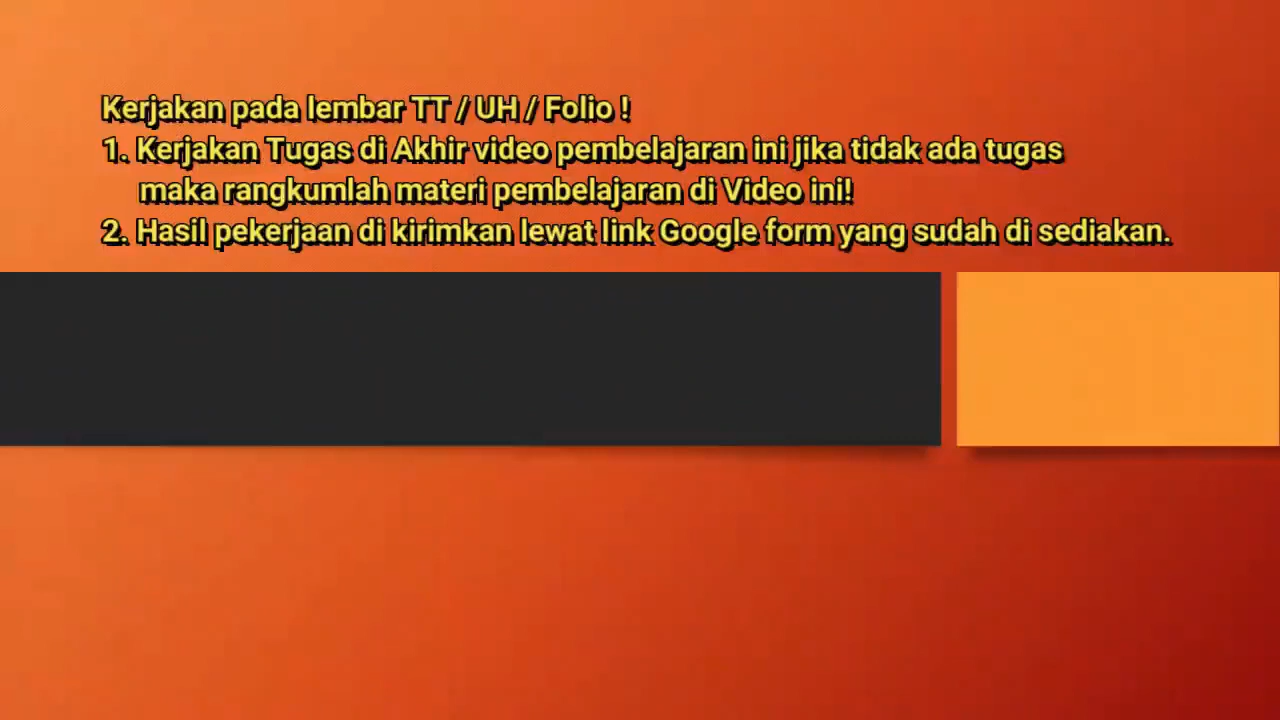 Kerjakan pada lembar TT / UH / Folio !
1. Kerjakan Tugas di Akhir video pembelajaran ini jika tidak ada tugas
maka rangkumlah materi pembelajaran di Video ini!
2. Hasil pekerjaan di kirimkan lewat link Google form yang sudah di sediakan.